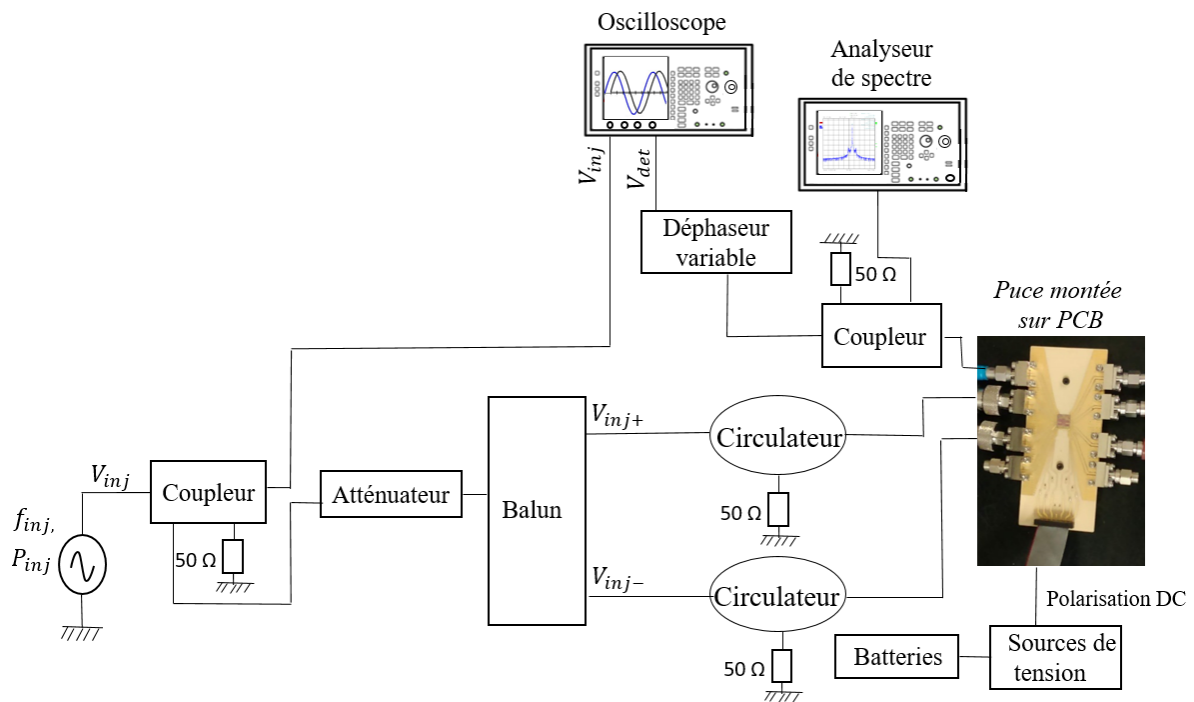 Oscilloscope
Analyseur
de spectre
V_inj
V_det
Déphaseur
variable
50 Ω
Coupleur
Puce montée
sur PCB
V_inj
Coupleur
50 Ω
f_inj,
P_inj
Atténuateur
Balun
V_inj+
Circulateur
50 Ω
V_inj−
Circulateur
50 Ω
Polarisation DC
Batteries
Sources de
tension